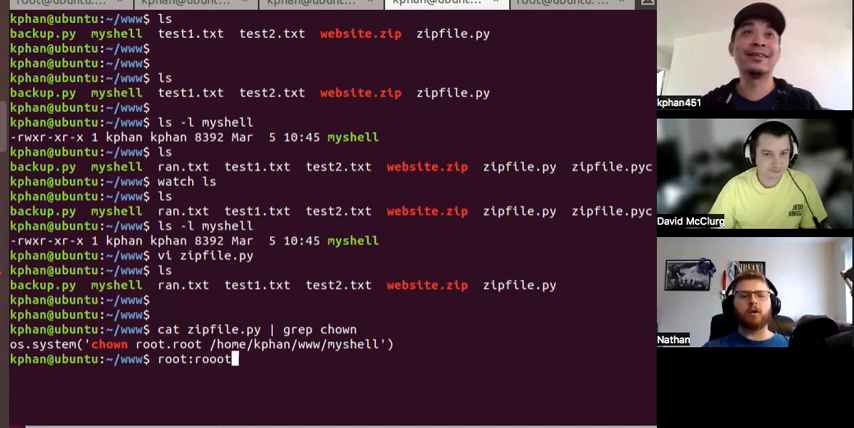 kphan@ubuntu:~/www$ ls
backup.py myshell test1.txt test2.txt website.zip zipfile.py
kphan@ubuntu:~/www$
kphan@ubuntu:~/www$
kphan@ubuntu:~/www$ ls
backup.py myshell test1.txt test2.txt website.zip zipfile.py
kphan@ubuntu:~/www$
kphan@ubuntu:~/www$ ls -l myshell
-rwxr-xr-x 1 kphan kphan 8392 Mar 5 10:45 myshell
kphan@ubuntu:~/www$ ls
backup.py myshell ran.txt test1.txt test2.txt website.zip zipfile.py zipfile.pyc
kphan@ubuntu:~/www$ watch ls
kphan@ubuntu:~/www$ ls
backup.py myshell ran.txt test1.txt test2.txt website.zip zipfile.py zipfile.pyc
kphan@ubuntu:~/www$ ls -l myshell
-rwxr-xr-x 1 kphan kphan 8392 Mar 5 10:45 myshell
kphan@ubuntu:~/www$ vi zipfile.py
kphan@ubuntu:~/www$ ls
backup.py myshell ran.txt test1.txt test2.txt website.zip zipfile.py
kphan@ubuntu:~/www$
kphan@ubuntu:~/www$
kphan@ubuntu:~/www$ cat zipfile.py | grep chown
os.system('chown root.root /home/kphan/www/myshell')
kphan@ubuntu:~/www$ root:rooot
kphan451
David McClurg
Nathan